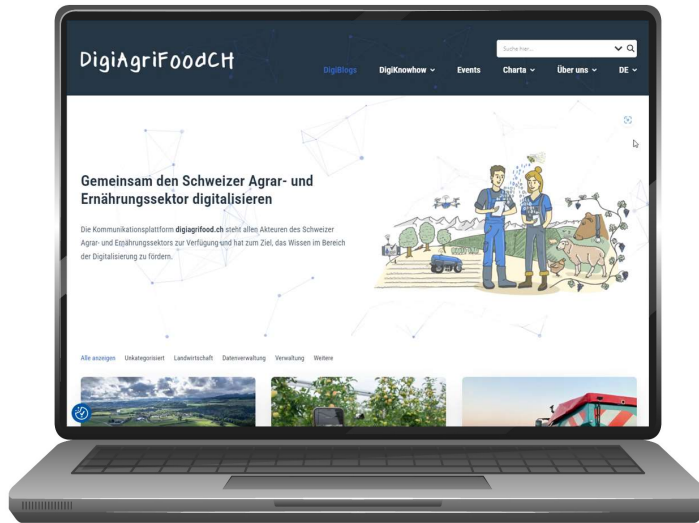 DigiAgriFoodCH
Suche hier...
DigiBlogs DigiKnowhow Events Charta Über uns DE
Gemeinsam den Schweizer Agrar- und
Ernährungssektor digitalisieren
Die Kommunikationsplattform digiagrifood.ch steht allen Akteuren des Schweizer
Agrar- und Ernährungssektors zur Verfügung und hat zum Ziel, das Wissen im Bereich
der Digitalisierung zu fördern.
Alle anzeigen Unkategorisiert Landwirtschaft Datenverwaltung Verwaltung Weitere